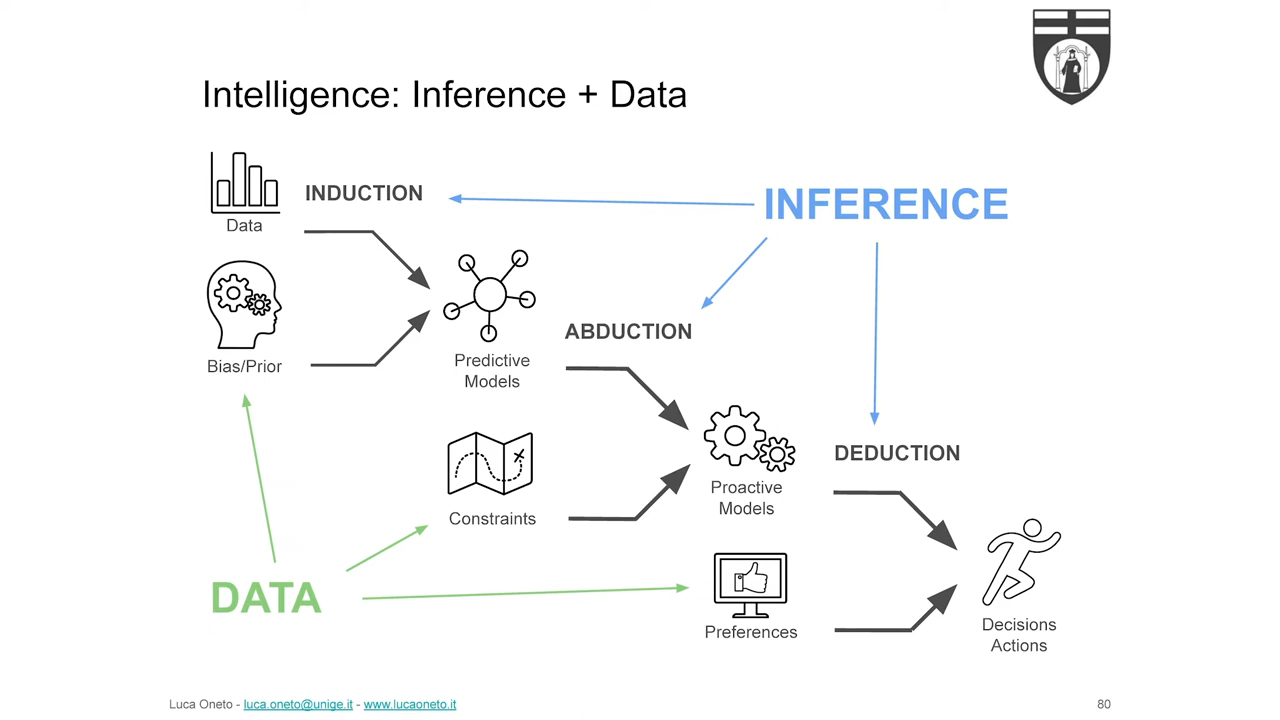 Intelligence: Inference + Data
INDUCTION
INFERENCE
Data
Bias/Prior
Predictive
Models
ABDUCTION
Constraints
Proactive
Models
DEDUCTION
DATA
Preferences
Decisions
Actions
Luca Oneto - luca.oneto@unige.it - www.lucaoneto.it
80